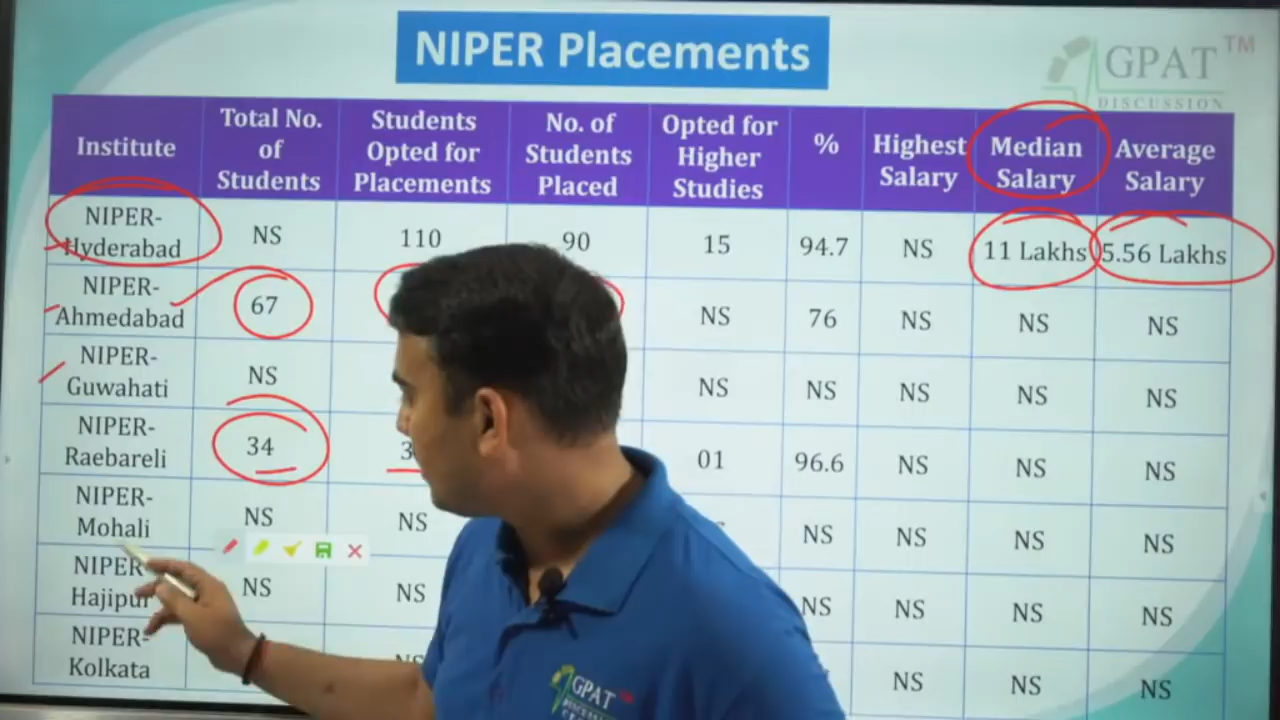 NIPER Placements
GPAT TM
DISCUSSION
Institute
Total No.
of
Students
Students
Opted for
Placements
No. of
Students
Placed
Opted for
Higher
Studies
%
Highest
Salary
Median
Salary
Average
Salary
NIPER-
Hyderabad
NS
110
90
15
94.7
NS
11 Lakhs
5.56 Lakhs
NIPER-
Ahmedabad
67
NS
76
NS
NS
NS
NIPER-
Guwahati
NS
NS
NS
NS
NS
NS
NIPER-
Raebareli
34
01
96.6
NS
NS
NS
NIPER-
Mohali
NS
NS
NS
NS
NS
NS
NIPER
Hajipur
NS
NS
NS
NS
NS
NS
NIPER-
Kolkata
NS
NS
NS
NS
GPAT TM